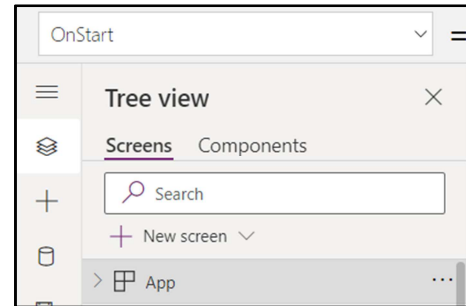 OnStart
=
Tree view
Screens Components
Search
New screen
App